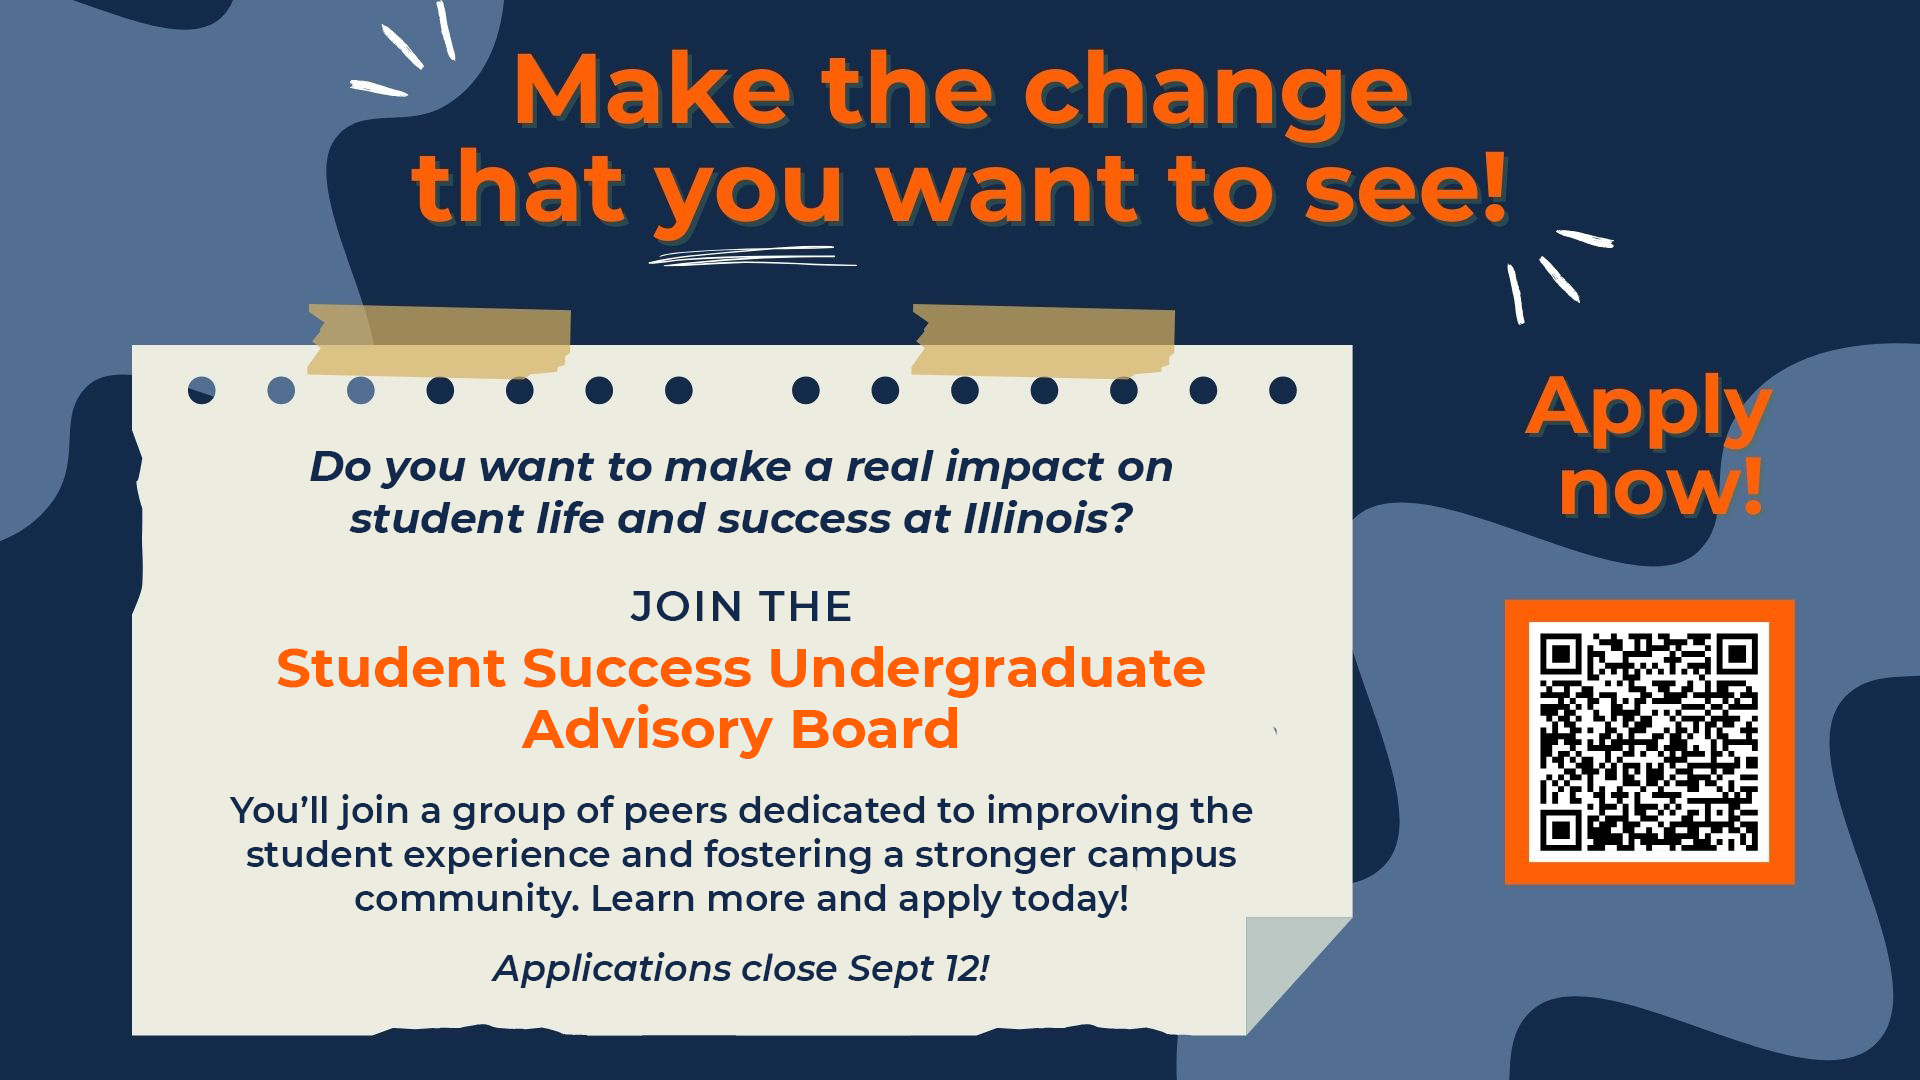 Make the change
that you want to see!
Do you want to make a real impact on
student life and success at Illinois?
JOIN THE
Student Success Undergraduate
Advisory Board
You’ll join a group of peers dedicated to improving the
student experience and fostering a stronger campus
community. Learn more and apply today!
Applications close Sept 12!
Apply
now!